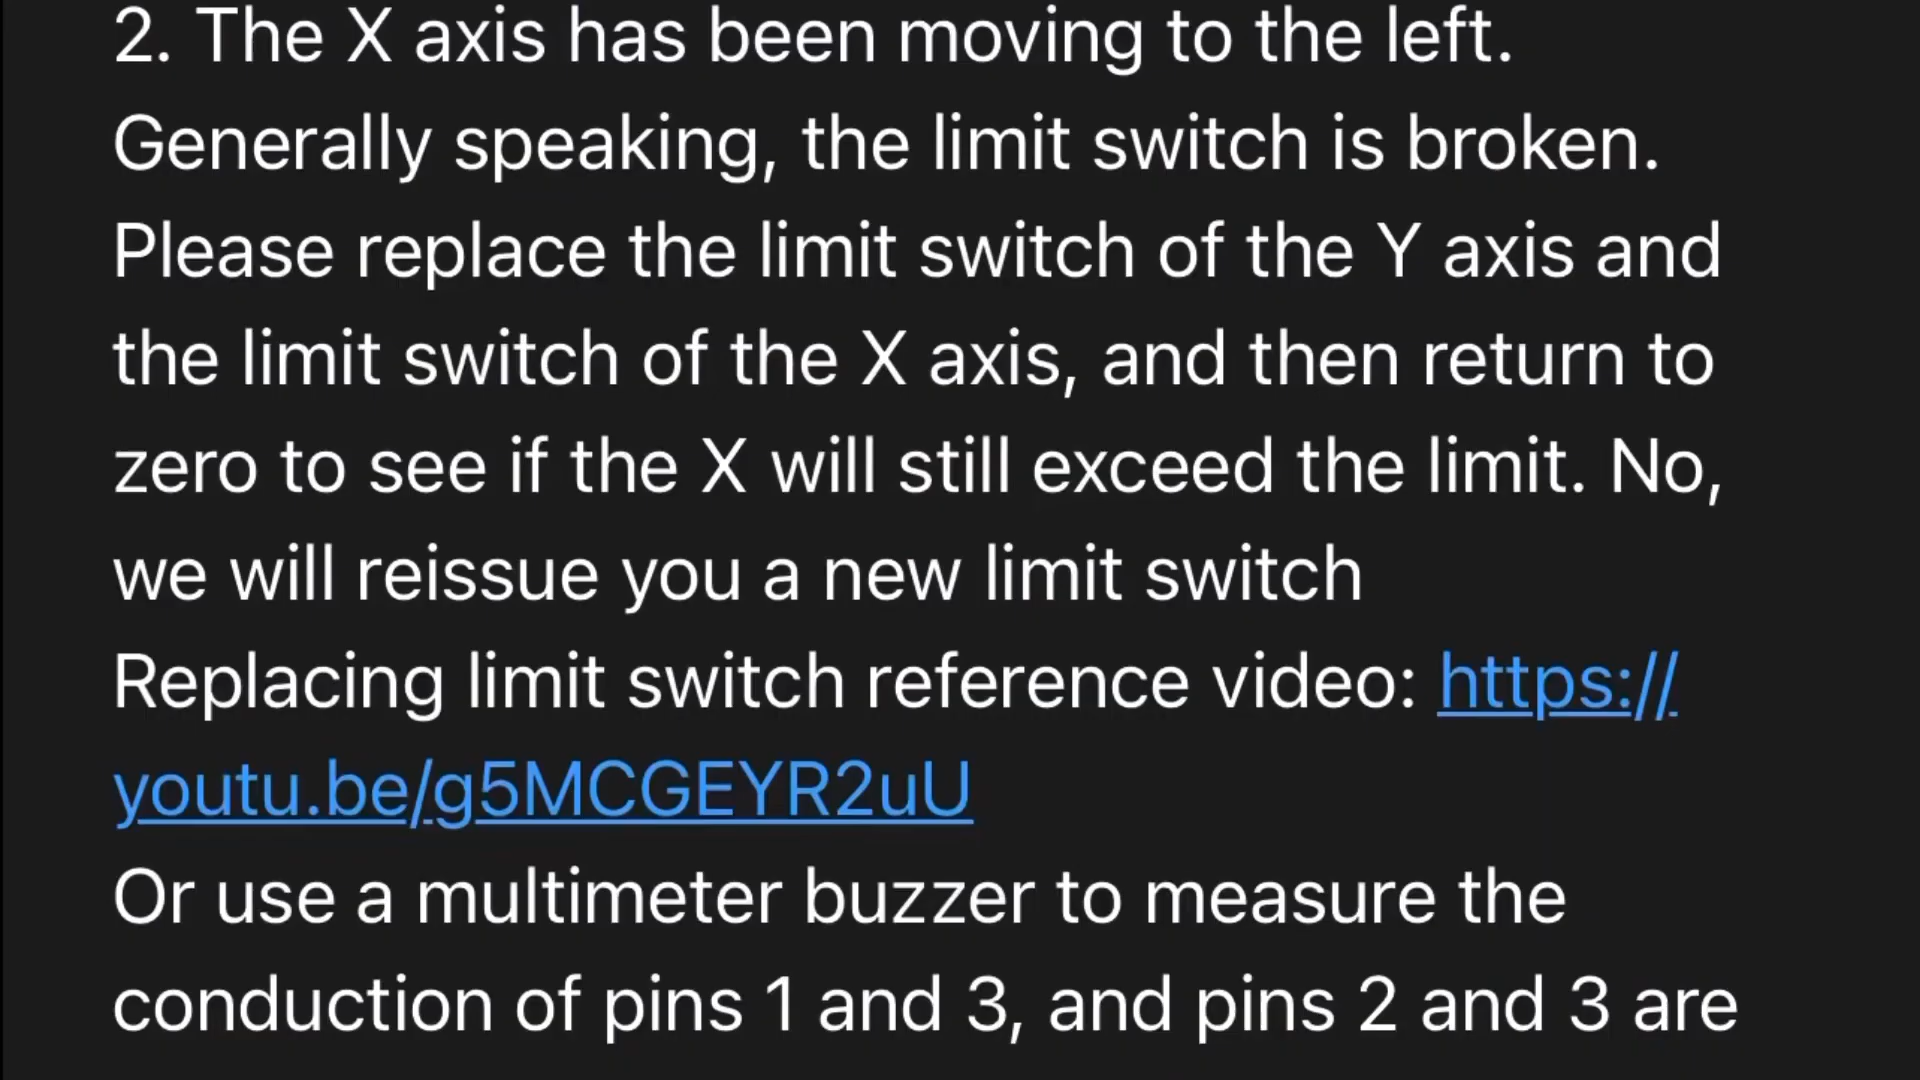 2. The X axis has been moving to the left.
Generally speaking, the limit switch is broken.
Please replace the limit switch of the Y axis and
the limit switch of the X axis, and then return to
zero to see if the X will still exceed the limit. No,
we will reissue you a new limit switch
Replacing limit switch reference video: https://
youtu.be/g5MCGEYR2uU
Or use a multimeter buzzer to measure the
conduction of pins 1 and 3, and pins 2 and 3 are